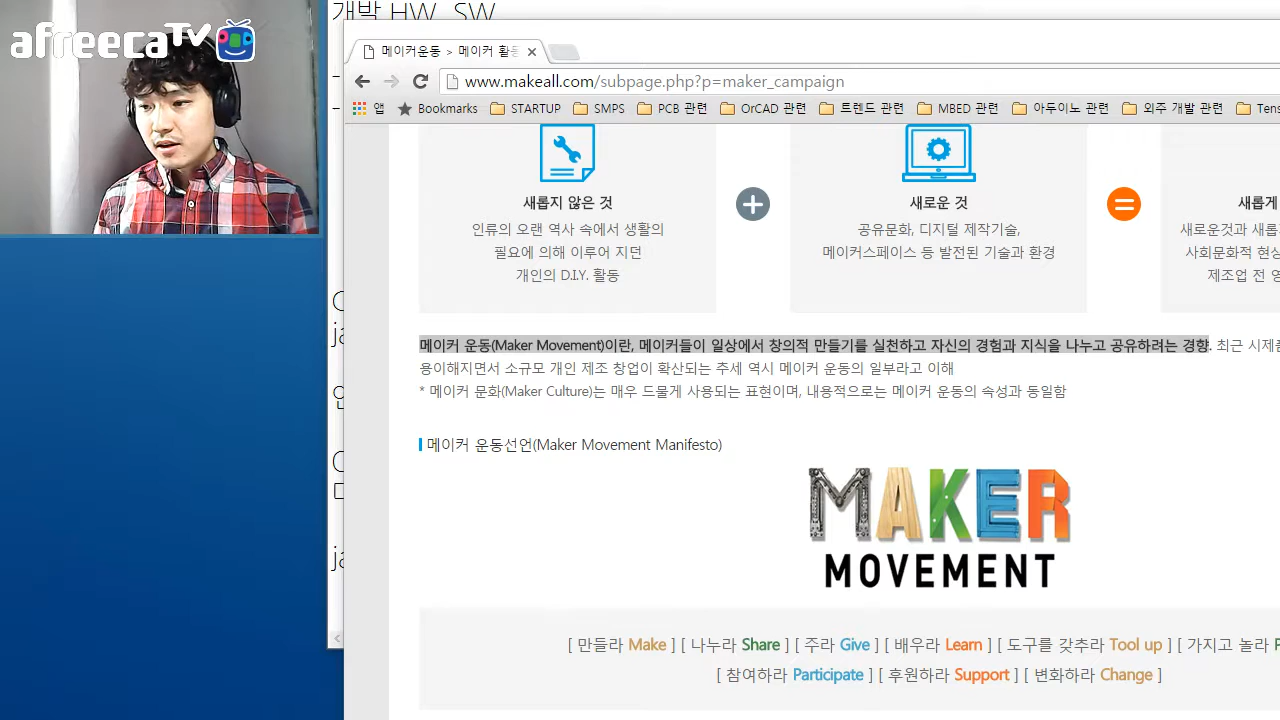 개발 HW, SW
afreecaTV
메이커운동 > 메이커 활동
www.makeall.com/subpage.php?p=maker_campaign
앱 Bookmarks STARTUP SMPS PCB 관련 OrCAD 관련 트렌드 관련 MBED 관련 아두이노 관련 외주 개발 관련 Tens
새롭지 않은 것
인류의 오랜 역사 속에서 생활의
필요에 의해 이루어 지던
개인의 D.I.Y. 활동
새로운 것
공유문화, 디지털 제작기술,
메이커스페이스 등 발전된 기술과 환경
새롭게
새로운것과 새롭
사회문화적 현상
제조업 전 영
메이커 운동(Maker Movement)이란, 메이커들이 일상에서 창의적 만들기를 실천하고 자신의 경험과 지식을 나누고 공유하려는 경향. 최근 시제품
용이해지면서 소규모 개인 제조 창업이 확산되는 추세 역시 메이커 운동의 일부라고 이해
* 메이커 문화(Maker Culture)는 매우 드물게 사용되는 표현이며, 내용적으로는 메이커 운동의 속성과 동일함
메이커 운동선언(Maker Movement Manifesto)
MAKER
MOVEMENT
[ 만들라 Make ] [ 나누라 Share ] [ 주라 Give ] [ 배우라 Learn ] [ 도구를 갖추라 Tool up ] [ 가지고 놀라 P
[ 참여하라 Participate ] [ 후원하라 Support ] [ 변화하라 Change ]